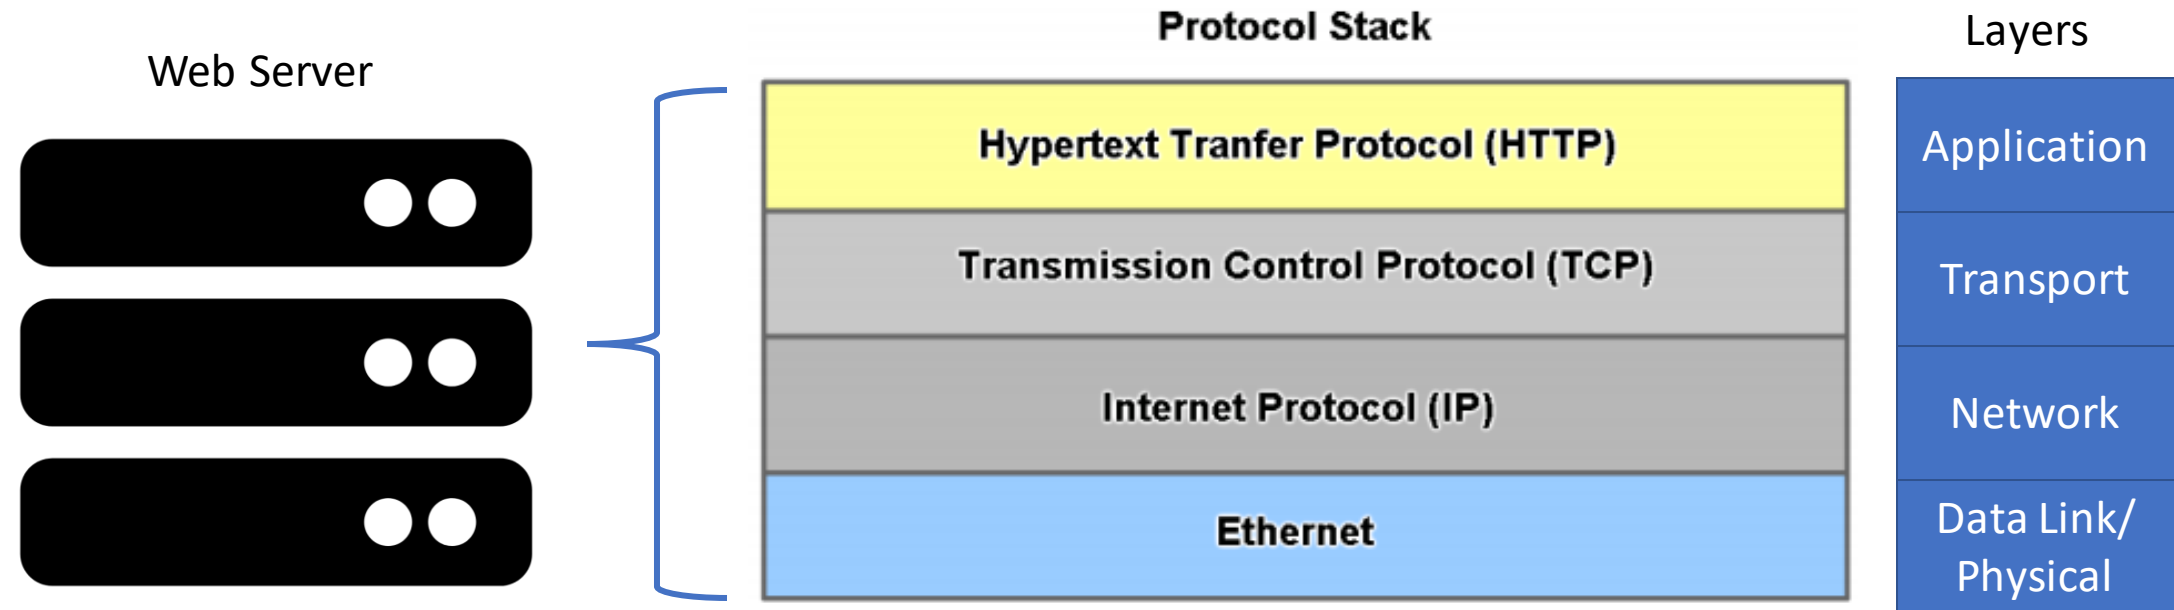 Protocol Stack
Layers
Web Server
Hypertext Tranfer Protocol (HTTP)
Application
Transmission Control Protocol (TCP)
Transport
Internet Protocol (IP)
Network
Ethernet
Data Link/
Physical